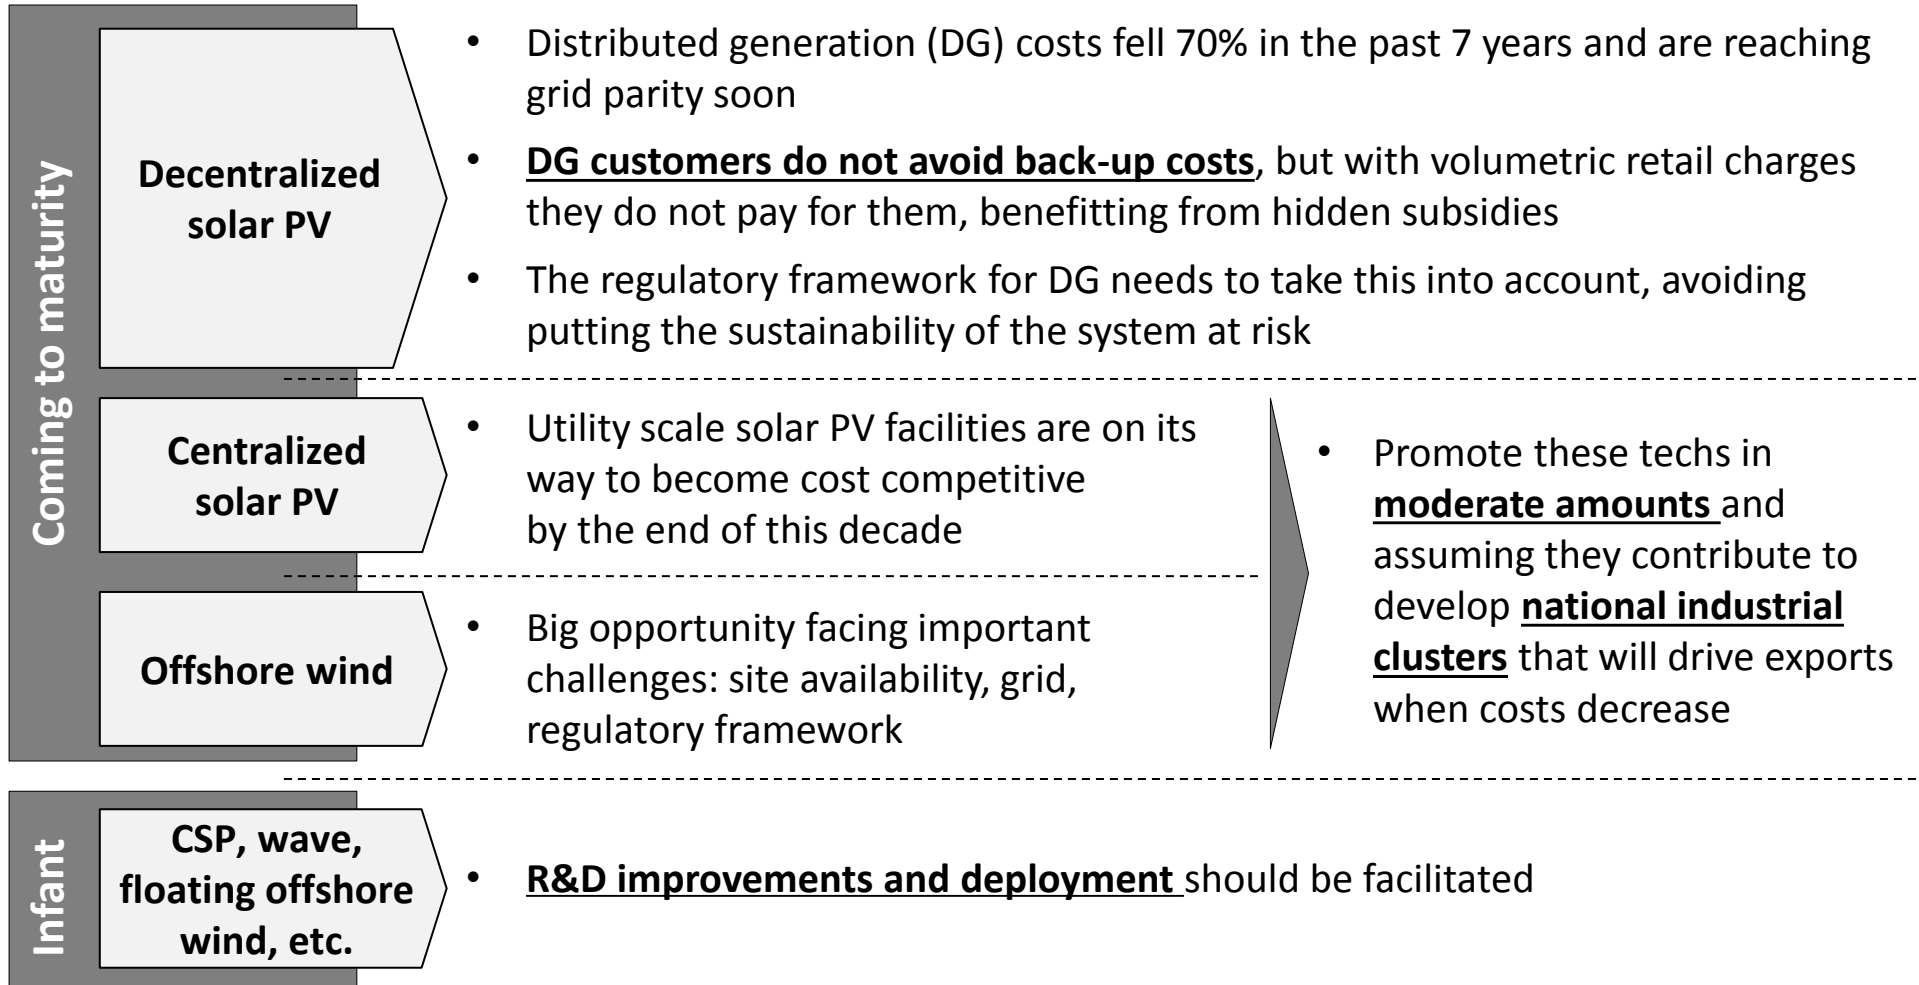 Coming to maturity
Decentralized
solar PV
• Distributed generation (DG) costs fell 70% in the past 7 years and are reaching
grid parity soon
• DG customers do not avoid back-up costs, but with volumetric retail charges
they do not pay for them, benefitting from hidden subsidies
• The regulatory framework for DG needs to take this into account, avoiding
putting the sustainability of the system at risk
Centralized
solar PV
• Utility scale solar PV facilities are on its
way to become cost competitive
by the end of this decade
Offshore wind
• Big opportunity facing important
challenges: site availability, grid,
regulatory framework
• Promote these techs in
moderate amounts and
assuming they contribute to
develop national industrial
clusters that will drive exports
when costs decrease
Infant
CSP, wave,
floating offshore
wind, etc.
• R&D improvements and deployment should be facilitated